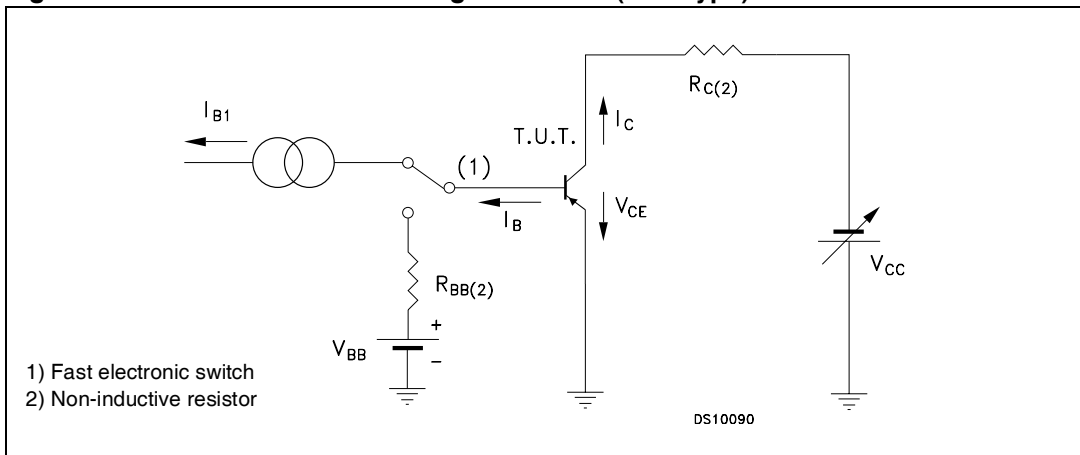 R_C(2)
I_B1
I_C
T.U.T.
(1)
V_CE
I_B
R_BB(2)
V_CC
+
V_BB
−
1) Fast electronic switch
2) Non-inductive resistor
DS10090